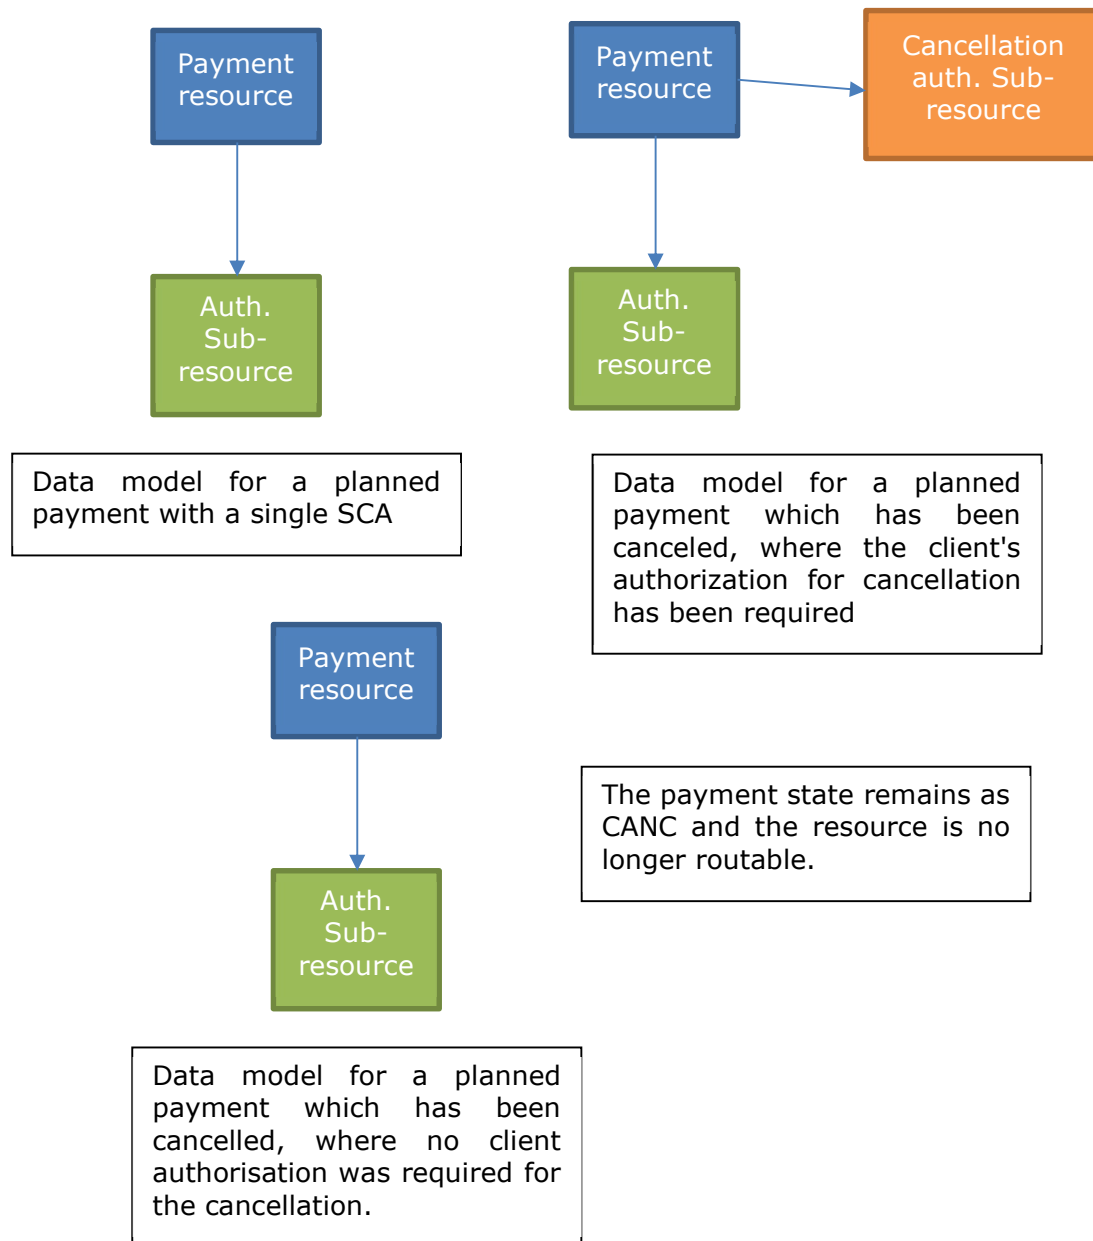 Payment
resource
Auth.
Sub-
resource
Data model for a planned
payment with a single SCA
Payment
resource
Cancellation
auth. Sub-
resource
Auth.
Sub-
resource
Data model for a planned
payment which has been
canceled, where the client's
authorization for cancellation
has been required
Payment
resource
Auth.
Sub-
resource
The payment state remains as
CANC and the resource is no
longer routable.
Data model for a planned
payment which has been
cancelled, where no client
authorisation was required for
the cancellation.